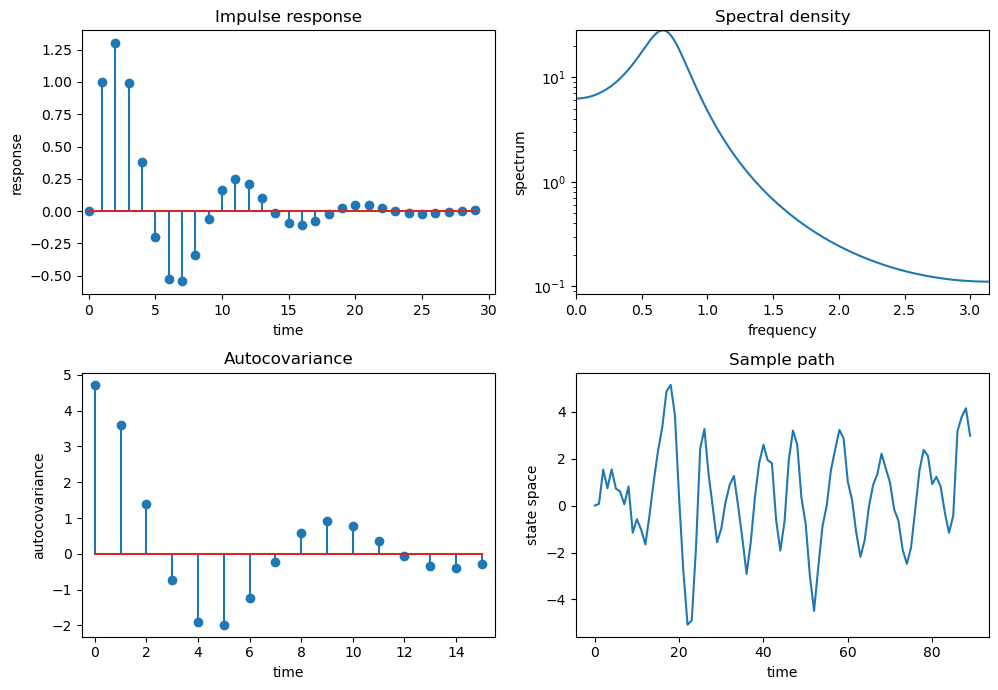 Impulse response
1.25
1.00
0.75
0.50
0.25
0.00
−0.25
−0.50
response
0 5 10 15 20 25 30
time
Spectral density
10¹
10⁰
10⁻¹
spectrum
0.0 0.5 1.0 1.5 2.0 2.5 3.0
frequency
Autocovariance
5
4
3
2
1
0
−1
−2
autocovariance
0 2 4 6 8 10 12 14
time
Sample path
4
2
0
−2
−4
state space
0 20 40 60 80
time